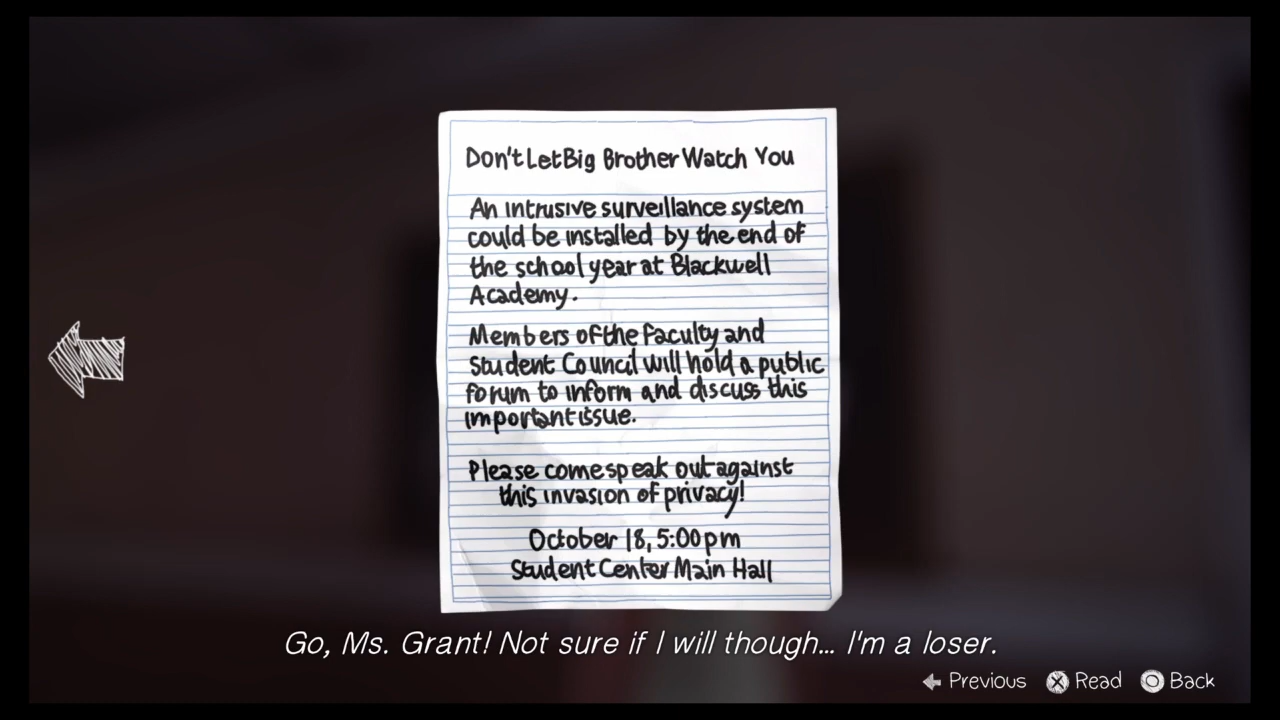 Don't Let Big Brother Watch You
An intrusive surveillance system
could be installed by the end of
the school year at Blackwell
Academy.
Members of the Faculty and
Student Council will hold a public
forum to inform and discuss this
important issue.
Please come speak out against
this invasion of privacy!
October 18, 5:00pm
Student Center Main Hall
Go, Ms. Grant! Not sure if I will though... I'm a loser.
Previous Read Back